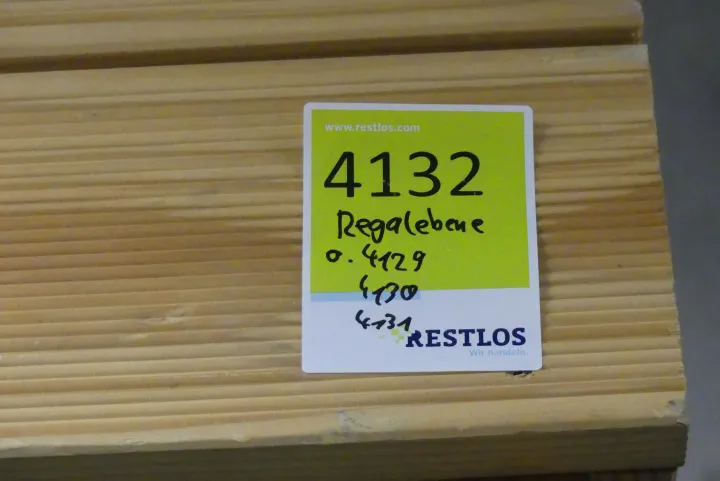 www.restlos.com
4132
Regalebene
o. 4129
4130
4131
RESTLOS
Wir handeln.